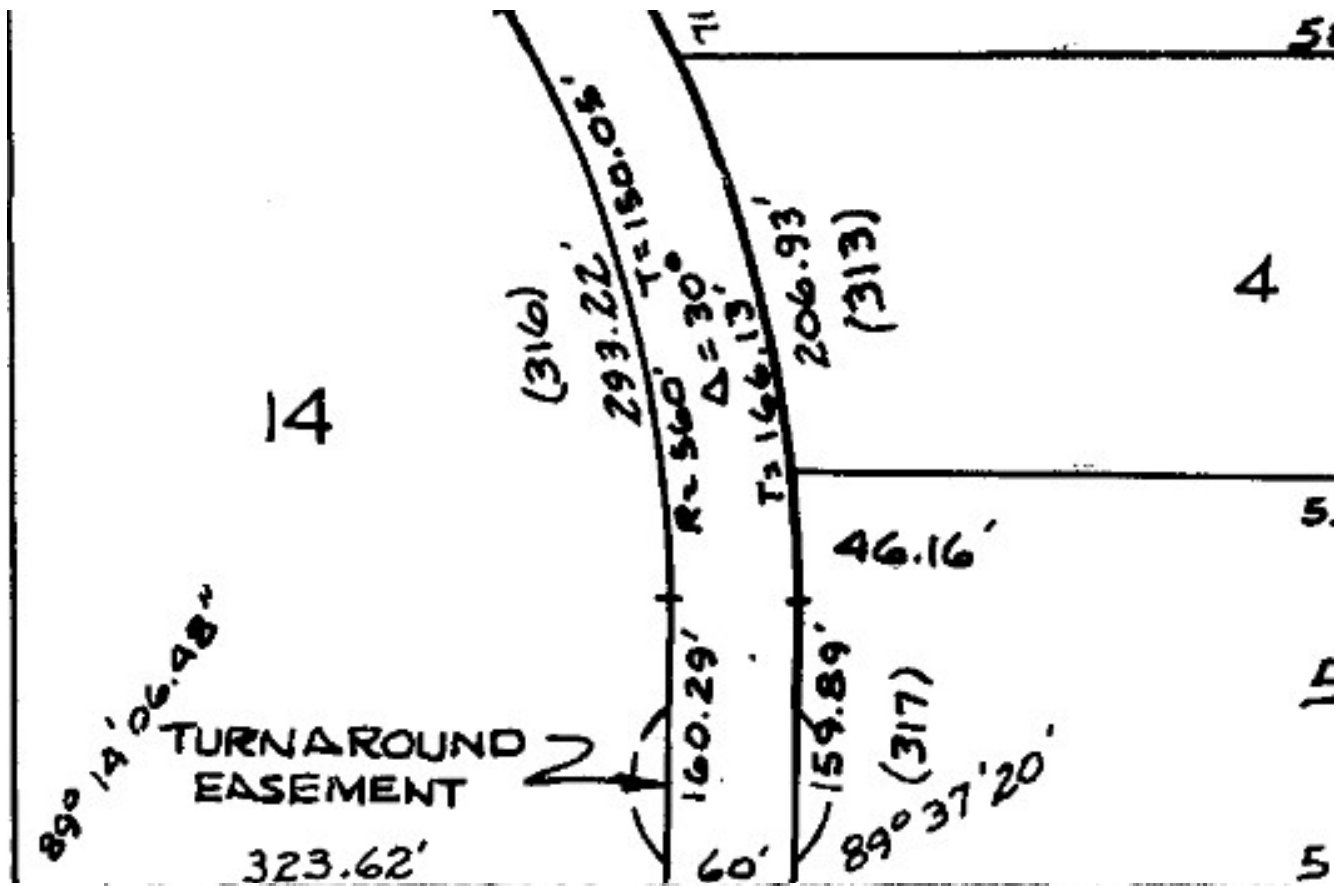 T=150.05'
(316)
293.22'
Δ = 30°
R= 560'
T= 166.13'
206.93'
(313)
4
14
46.16'
160.29'
159.89'
(317)
89° 14' 06.48"
TURNAROUND
EASEMENT
89° 37' 20'
323.62'
60'